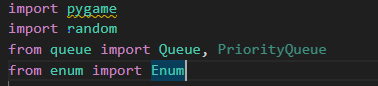 import pygame
import random
from queue import Queue, PriorityQueue
from enum import Enum